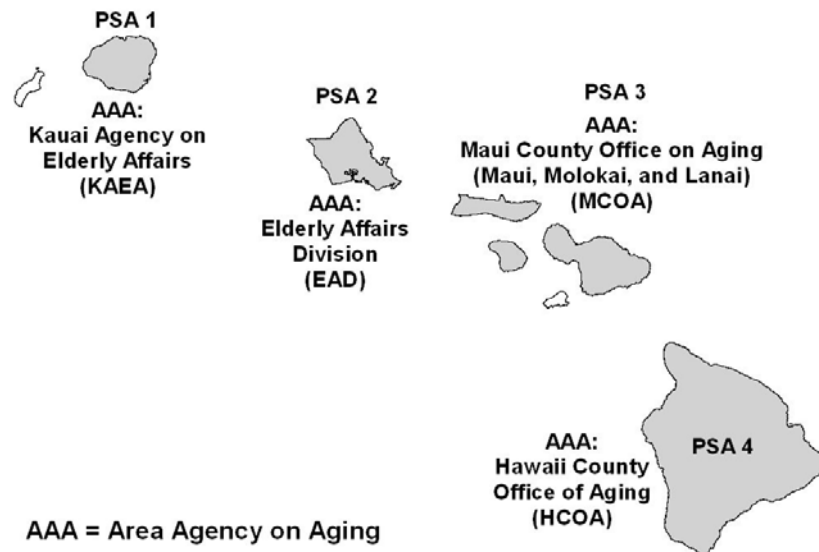 PSA 1
AAA:
Kauai Agency on
Elderly Affairs
(KAEA)
PSA 2
AAA:
Elderly Affairs
Division
(EAD)
PSA 3
AAA:
Maui County Office on Aging
(Maui, Molokai, and Lanai)
(MCOA)
PSA 4
AAA:
Hawaii County
Office of Aging
(HCOA)
AAA = Area Agency on Aging